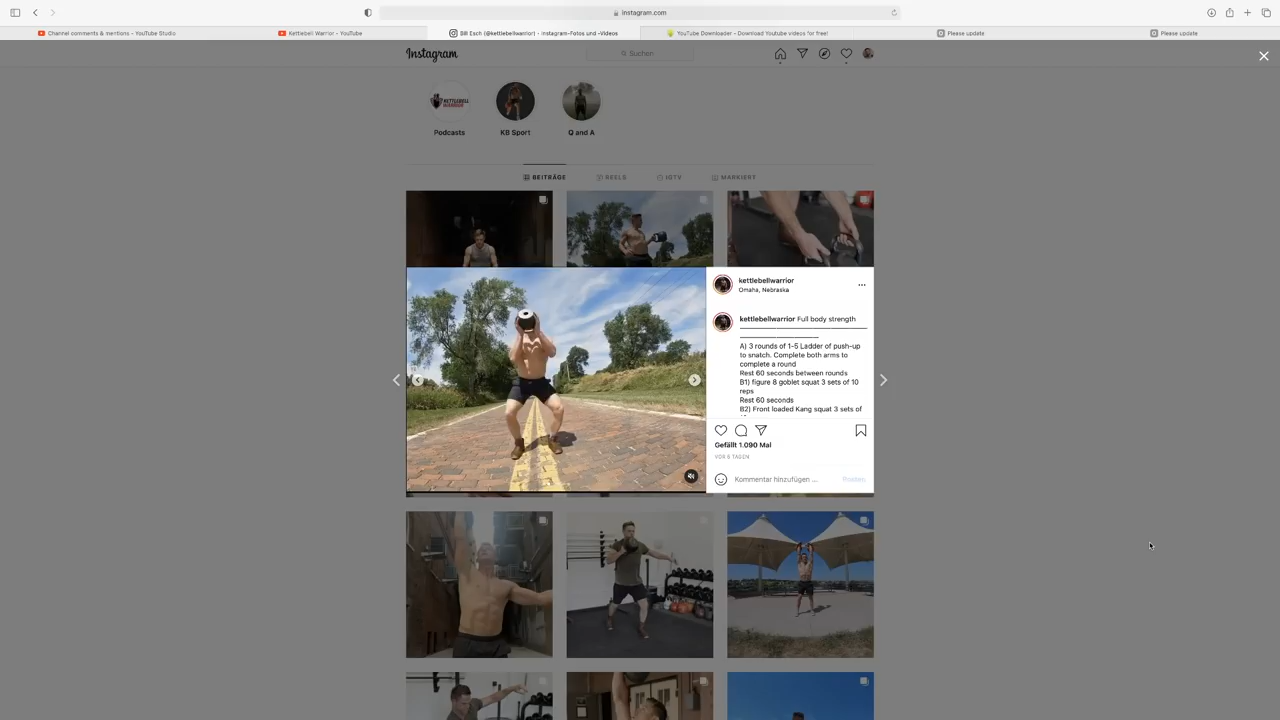 instagram.com
Channel comments & mentions - YouTube Studio
Kettlebell Warrior - YouTube
Bill Esch (@kettlebellwarrior) • Instagram-Fotos und -Videos
YouTube Downloader - Download Youtube videos for free!
Please update
Please update
Instagram
Suchen
Podcasts
KB Sport
Q and A
BEITRÄGE
REELS
IGTV
MARKIERT
kettlebellwarrior
Omaha, Nebraska
kettlebellwarrior Full body strength
A) 3 rounds of 1-5 Ladder of push-up
to snatch. Complete both arms to
complete a round
Rest 60 seconds between rounds
B1) figure 8 goblet squat 3 sets of 10
reps
Rest 60 seconds
B2) Front loaded Kang squat 3 sets of
Gefällt 1.090 Mal
VOR 6 TAGEN
Kommentar hinzufügen ...
Posten